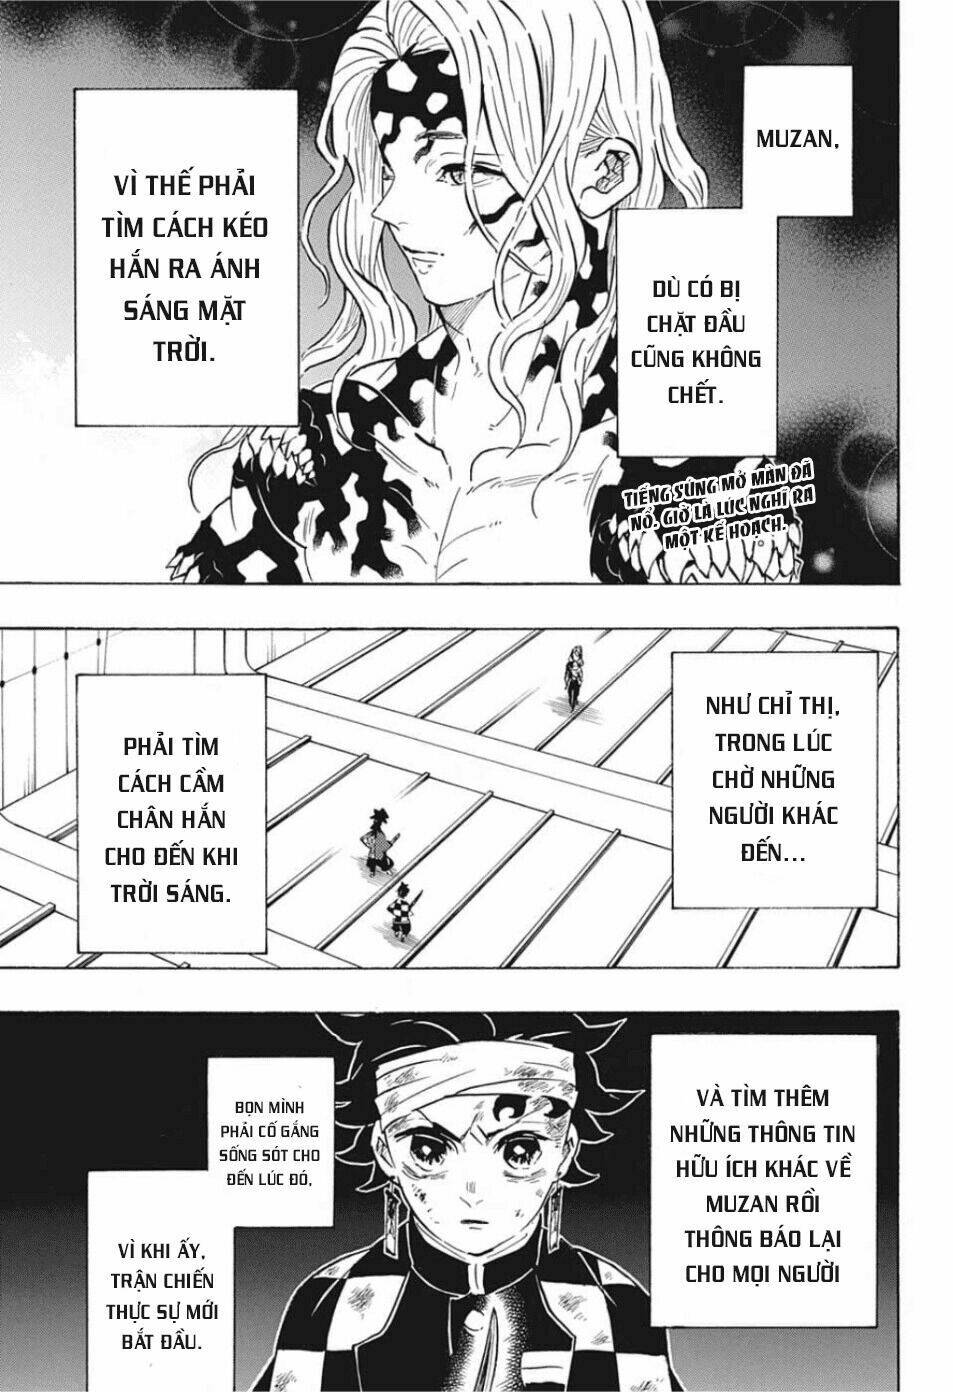 MUZAN,
DÙ CÓ BỊ
CHẶT ĐẦU
CŨNG KHÔNG
CHẾT.
VÌ THẾ PHẢI
TÌM CÁCH KÉO
HẮN RA ÁNH
SÁNG MẶT
TRỜI.
TIẾNG SÚNG MỞ MÀN ĐÃ
NỔ. GIỜ LÀ LÚC NGHĨ RA
MỘT KẾ HOẠCH.
NHƯ CHỈ THỊ,
TRONG LÚC
CHỜ NHỮNG
NGƯỜI KHÁC
ĐẾN...
PHẢI TÌM
CÁCH CẦM
CHÂN HẮN
CHO ĐẾN KHI
TRỜI SÁNG.
VÀ TÌM THÊM
NHỮNG THÔNG TIN
HỮU ÍCH KHÁC VỀ
MUZAN RỒI
THÔNG BÁO LẠI
CHO MỌI NGƯỜI
BỌN MÌNH
PHẢI CỐ GẮNG
SỐNG SÓT CHO
ĐẾN LÚC ĐÓ,
VÌ KHI ẤY,
TRẬN CHIẾN
THỰC SỰ MỚI
BẮT ĐẦU.